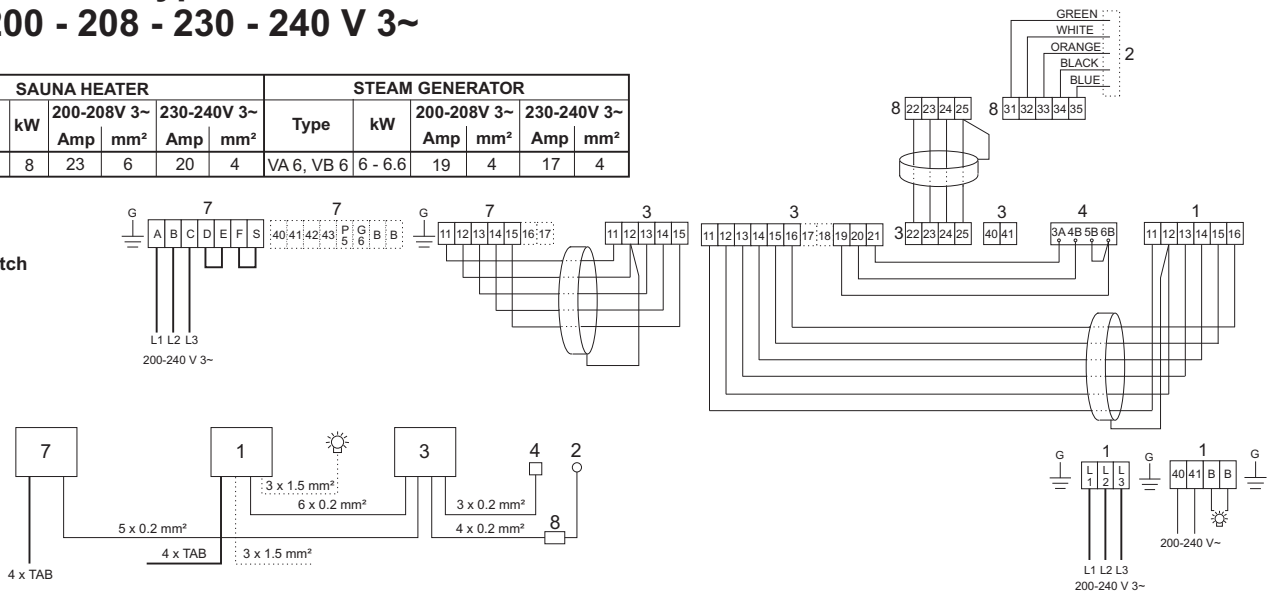 200 - 208 - 230 - 240 V 3~
SAUNA HEATER STEAM GENERATOR
kW 200-208V 3~ 230-240V 3~ Type kW 200-208V 3~ 230-240V 3~
Amp mm² Amp mm² Amp mm² Amp mm²
8 23 6 20 4 VA 6, VB 6 6 - 6.6 19 4 17 4
GREEN
WHITE
ORANGE
BLACK
BLUE
2
8 22 23 24 25
8 31 32 33 34 35
tch
G
7
A B C D E F S
L1 L2 L3
200-240 V 3~
7
40 41 42 43 P5 G6 B B
G
7
11 12 13 14 15 16 17
3
11 12 13 14 15
3
11 12 13 14 15 16 17 18 19 20 21
3 22 23 24 25
3
40 41
4
3A 4B 5B 6B
1
11 12 13 14 15 16
7
1
3
4
2
8
3 x 1.5 mm²
6 x 0.2 mm²
3 x 0.2 mm²
5 x 0.2 mm²
4 x 0.2 mm²
4 x TAB
3 x 1.5 mm²
4 x TAB
G
1
L1 L2 L3
L1 L2 L3
200-240 V 3~
G
1
40 41 B B
200-240 V~
G